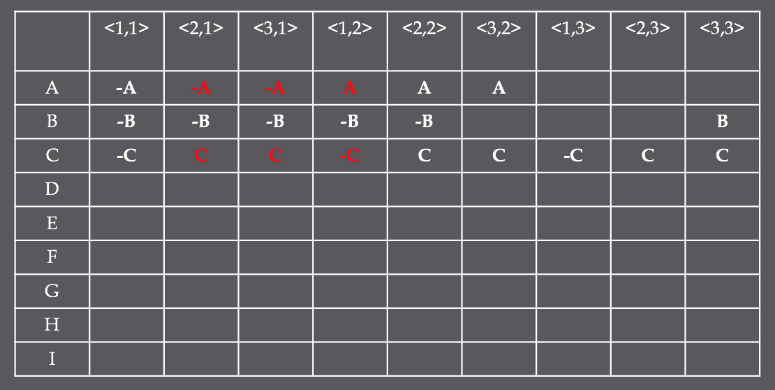 <1,1> <2,1> <3,1> <1,2> <2,2> <3,2> <1,3> <2,3> <3,3>
A -A -A -A A A A
B -B -B -B -B -B B
C -C C C -C C C -C C C
D
E
F
G
H
I